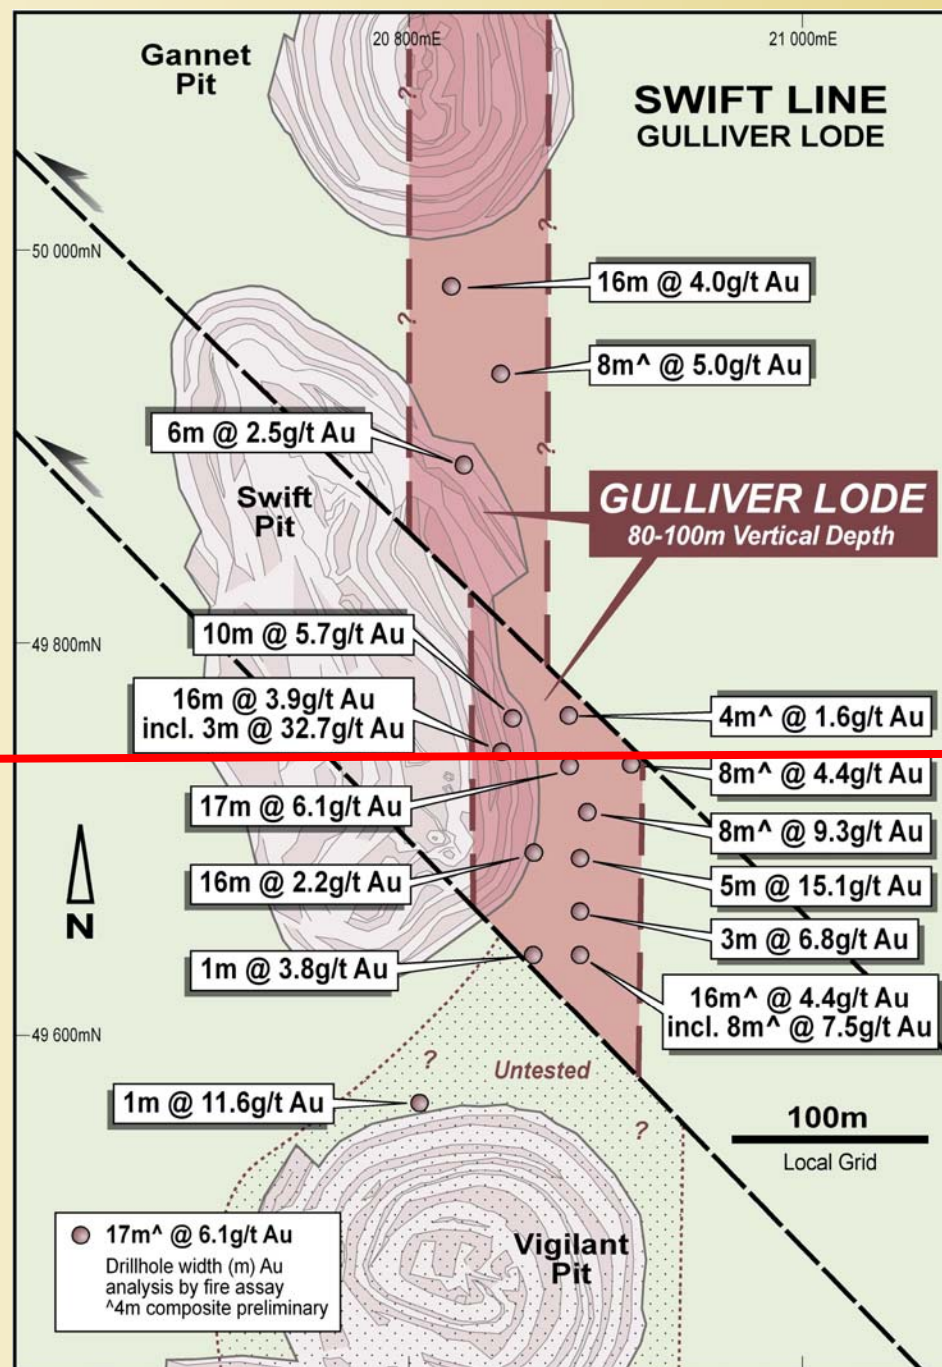 20 800mE
21 000mE
Gannet
Pit
SWIFT LINE
GULLIVER LODE
?
?
50 000mN
16m @ 4.0g/t Au
?
8m^ @ 5.0g/t Au
6m @ 2.5g/t Au
?
Swift
Pit
GULLIVER LODE
80-100m Vertical Depth
10m @ 5.7g/t Au
49 800mN
16m @ 3.9g/t Au
incl. 3m @ 32.7g/t Au
4m^ @ 1.6g/t Au
8m^ @ 4.4g/t Au
17m @ 6.1g/t Au
8m^ @ 9.3g/t Au
16m @ 2.2g/t Au
5m @ 15.1g/t Au
N
3m @ 6.8g/t Au
1m @ 3.8g/t Au
16m^ @ 4.4g/t Au
incl. 8m^ @ 7.5g/t Au
49 600mN
?
Untested
1m @ 11.6g/t Au
100m
?
Local Grid
17m^ @ 6.1g/t Au
Drillhole width (m) Au
analysis by fire assay
^4m composite preliminary
Vigilant
Pit